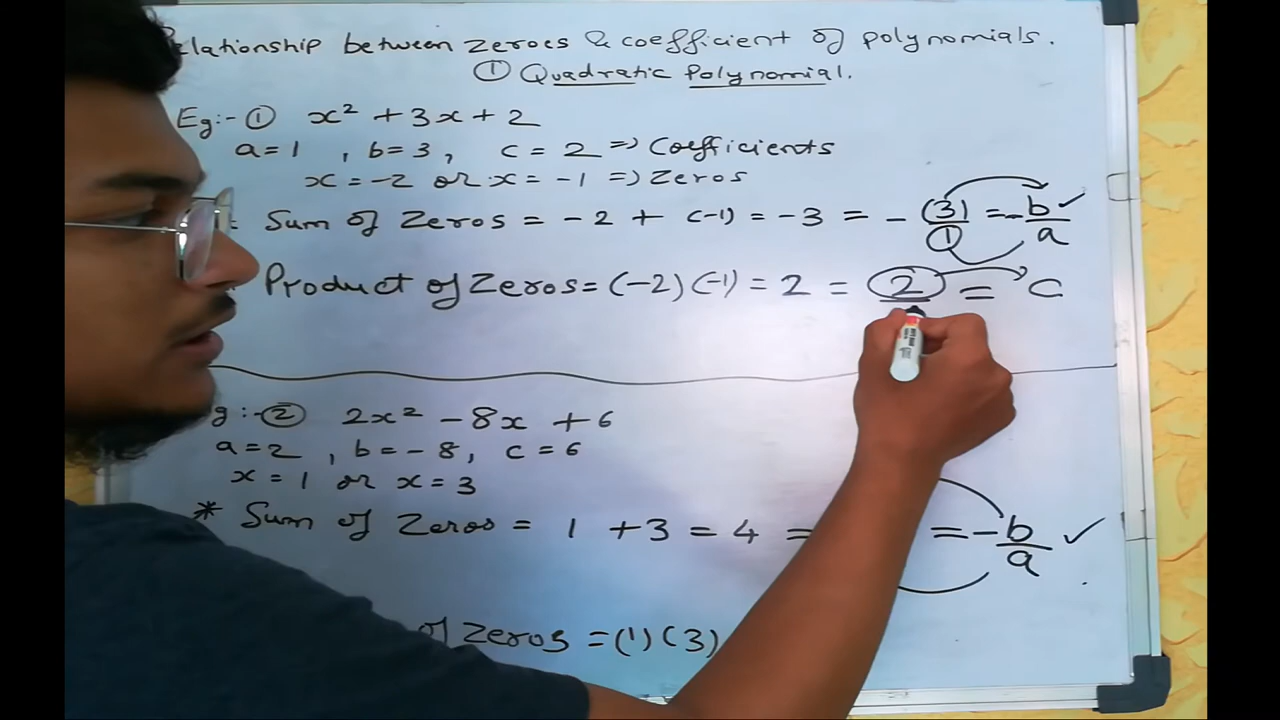 elationship between zeroes & coefficient of polynomials.
① Quadratic Polynomial.
Eg:- ① x² + 3x + 2
a = 1 , b = 3 , c = 2 => Coefficients
x = -2 or x = -1 => Zeros
Sum of Zeros = -2 + (-1) = -3 = -(3)/1 = -b/a ✓
Product of Zeros = (-2)(-1) = 2 = 2 = C
g :- ② 2x² - 8x + 6
a = 2 , b = -8, c = 6
x = 1 or x = 3
* Sum of Zeros = 1 + 3 = 4 = = -b/a ✓
of Zeros = (1)(3)